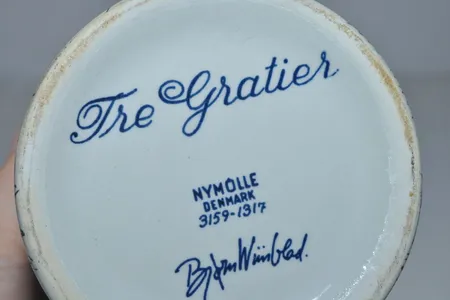 Tre Gratier
NYMØLLE
DENMARK
3159-1317
Bjørn Wiinblad.